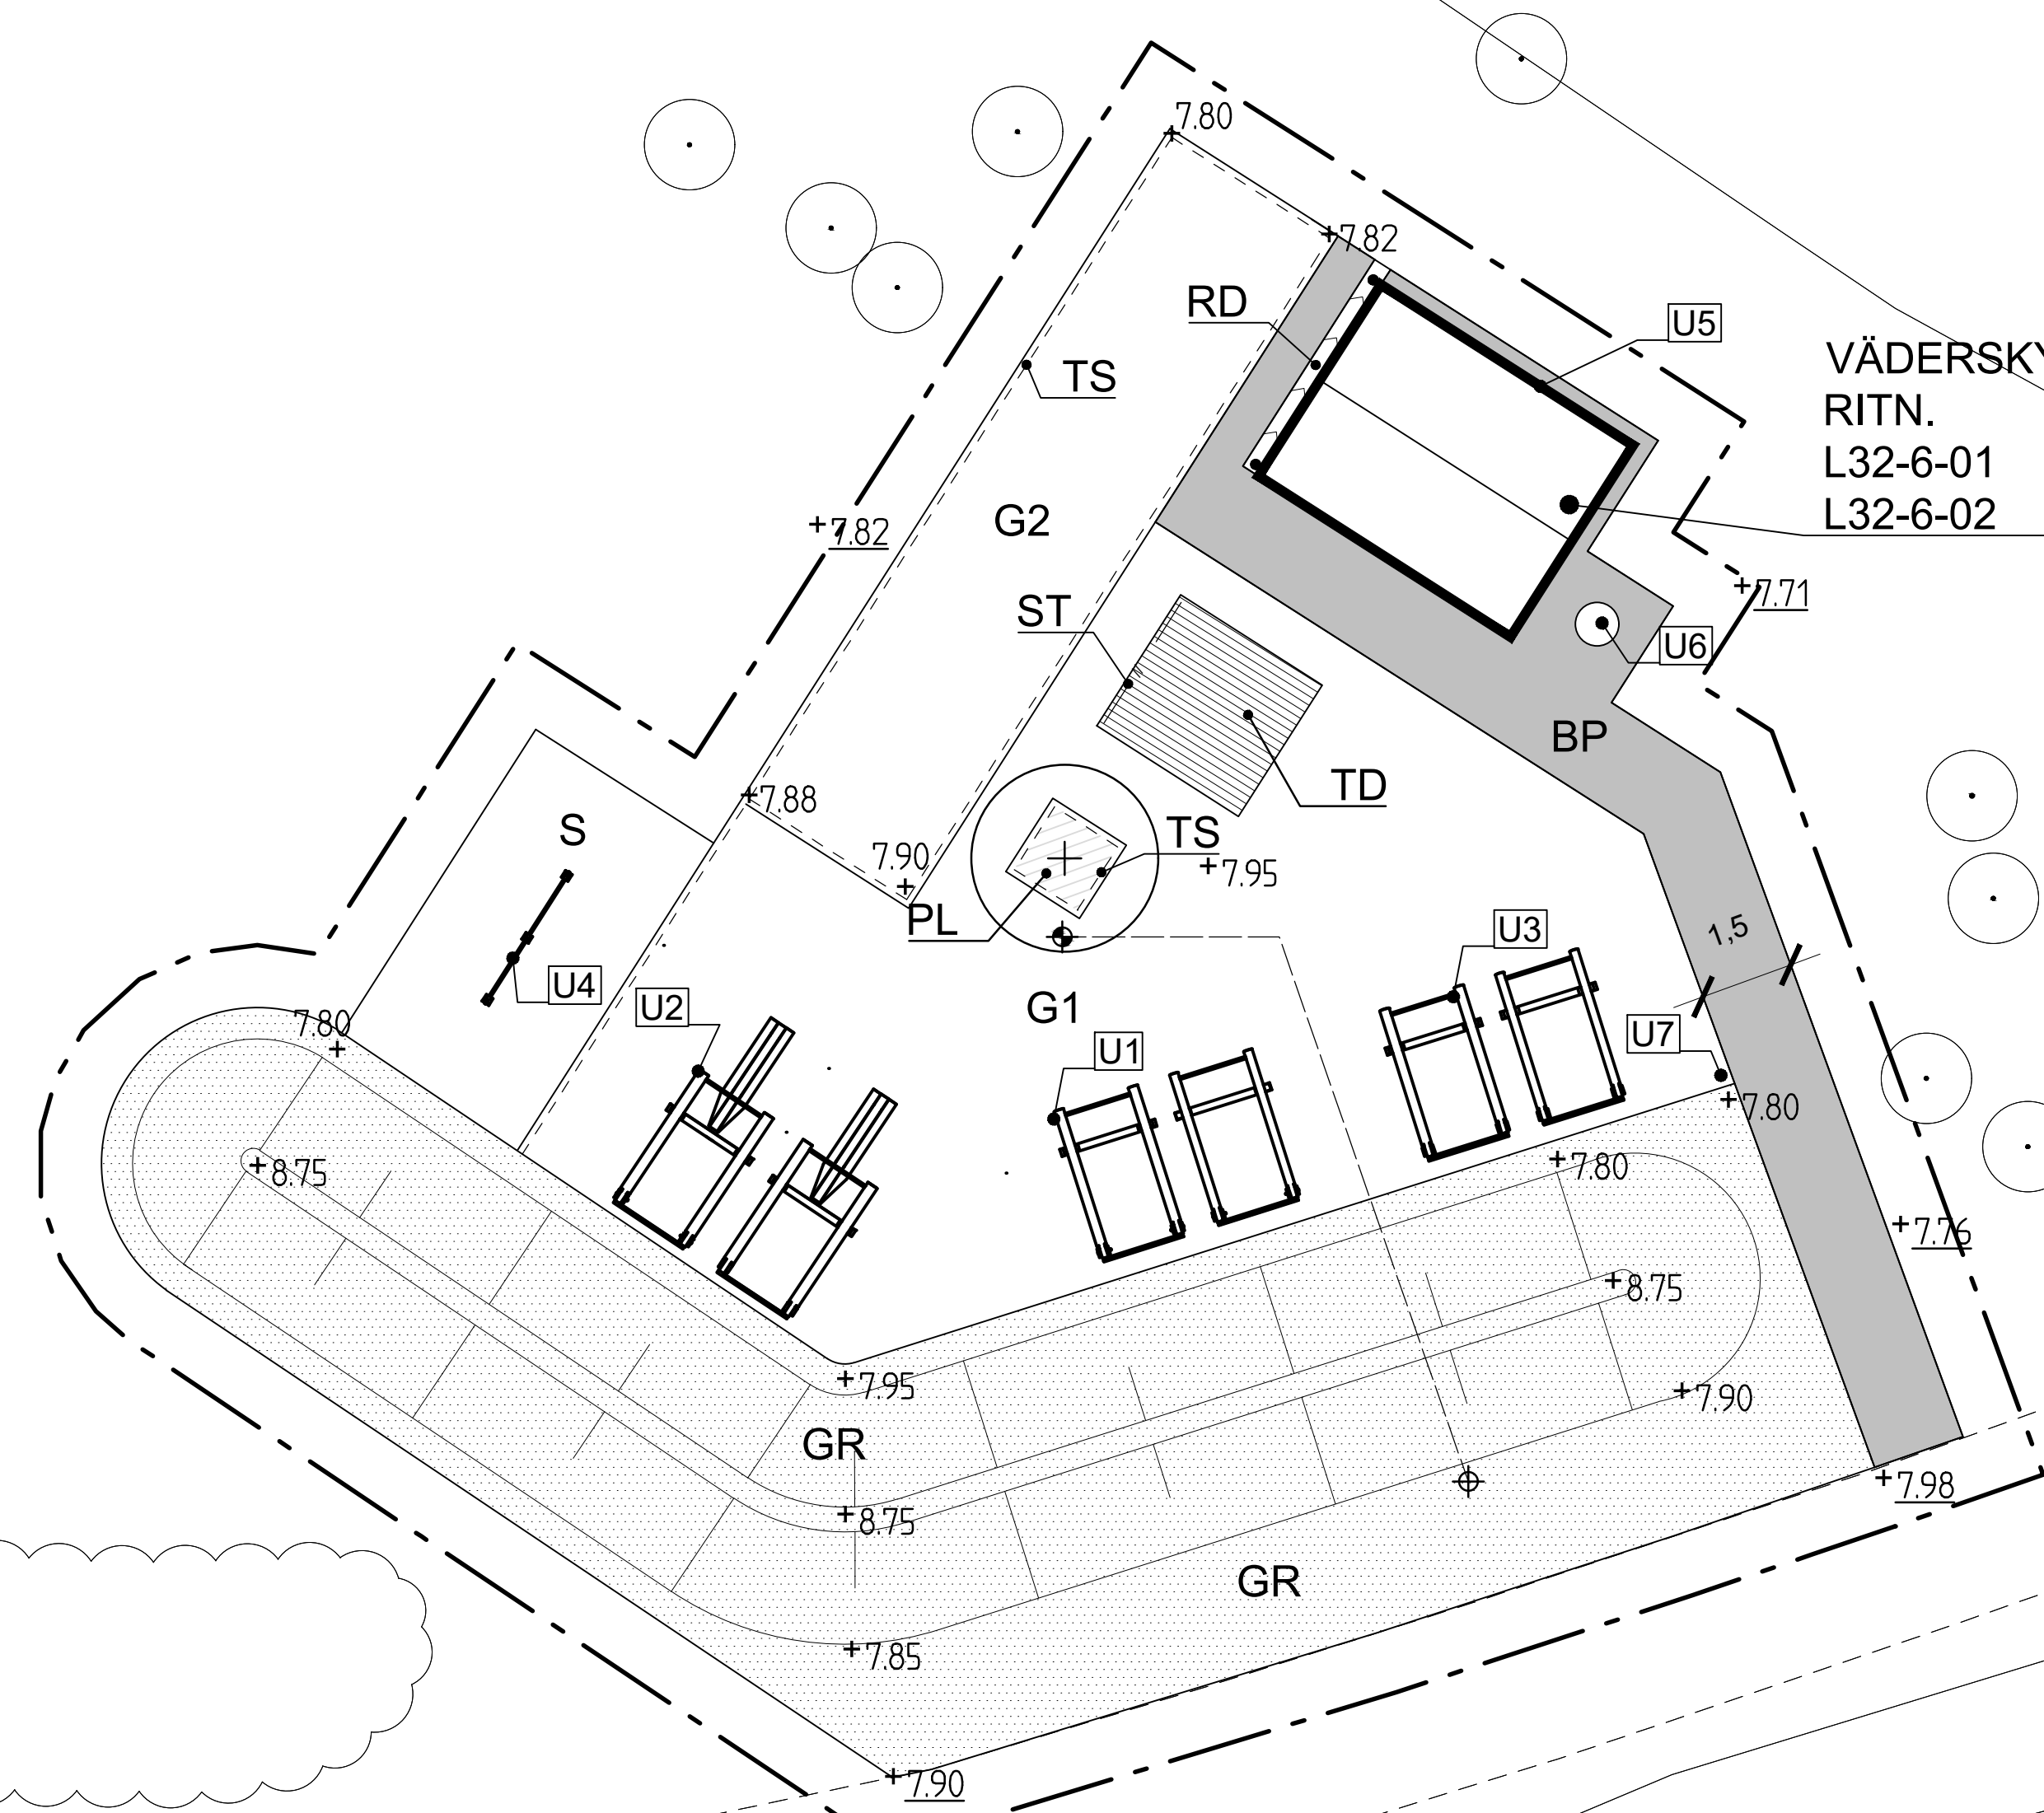 7.80
7.82
RD
U5
VÄDERSKY
RITN.
L32-6-01
L32-6-02
TS
G2
7.82
7.71
ST
U6
BP
TD
7.88
S
TS
7.90
7.95
PL
U3
1,5
U4
U2
G1
U7
U1
7.80
7.80
7.80
8.75
7.76
8.75
7.95
7.90
GR
7.98
8.75
GR
7.85
7.90